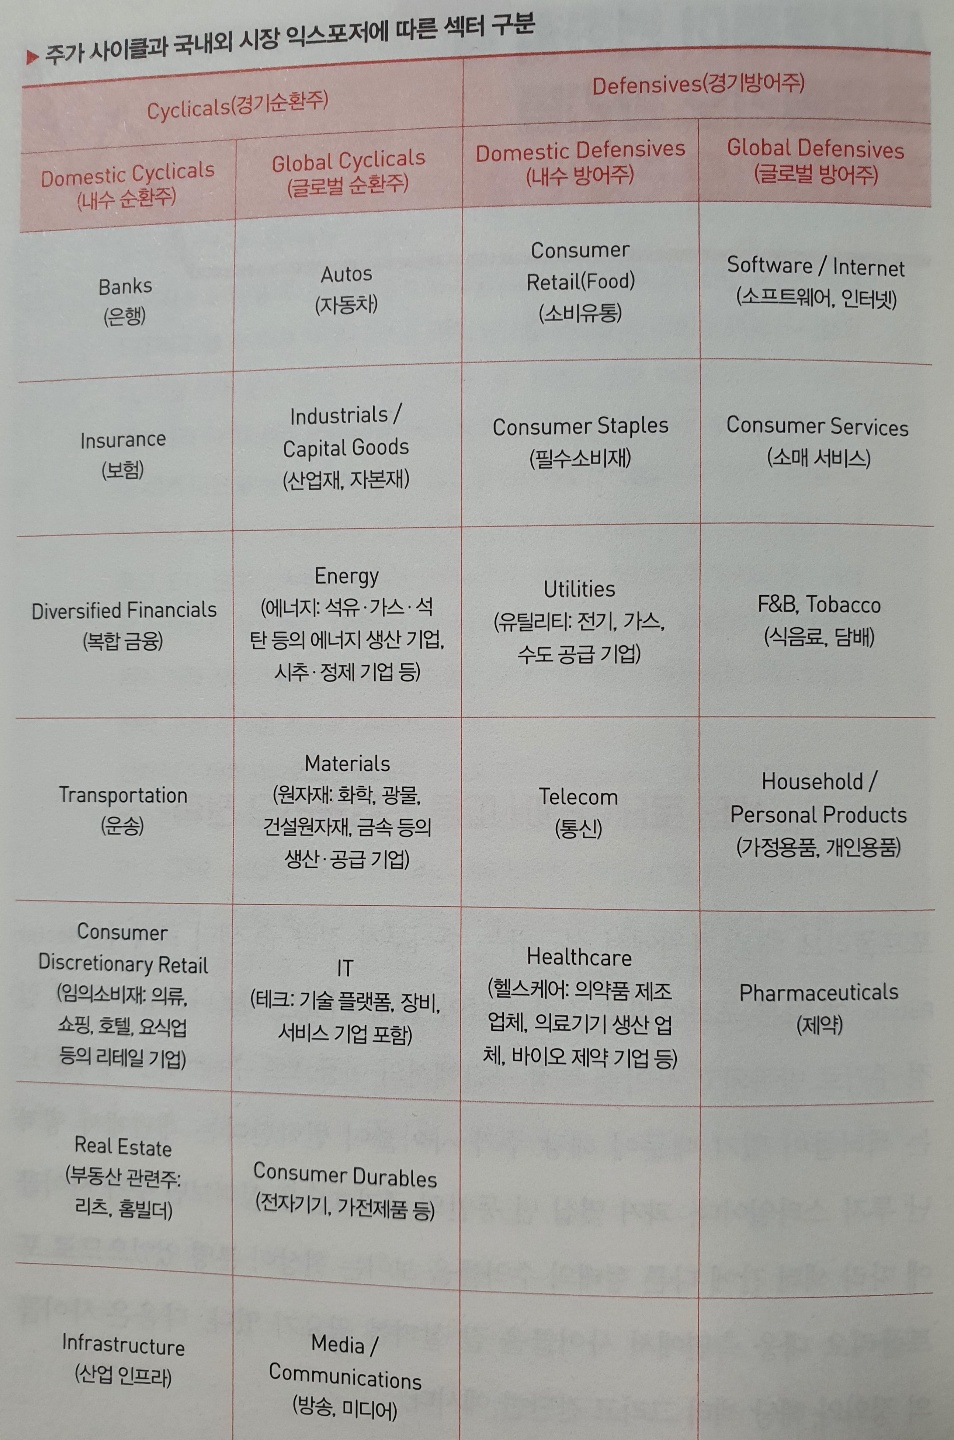 ▶ 주가 사이클과 국내외 시장 익스포저에 따른 섹터 구분
Cyclicals(경기순환주)
Defensives(경기방어주)
Domestic Cyclicals
(내수 순환주)
Global Cyclicals
(글로벌 순환주)
Domestic Defensives
(내수 방어주)
Global Defensives
(글로벌 방어주)
Banks
(은행)
Autos
(자동차)
Consumer
Retail(Food)
(소비유통)
Software / Internet
(소프트웨어, 인터넷)
Insurance
(보험)
Industrials /
Capital Goods
(산업재, 자본재)
Consumer Staples
(필수소비재)
Consumer Services
(소매 서비스)
Diversified Financials
(복합 금융)
Energy
(에너지: 석유·가스·석
탄 등의 에너지 생산 기업,
시추·정제 기업 등)
Utilities
(유틸리티: 전기, 가스,
수도 공급 기업)
F&B, Tobacco
(식음료, 담배)
Transportation
(운송)
Materials
(원자재: 화학, 광물,
건설원자재, 금속 등의
생산·공급 기업)
Telecom
(통신)
Household /
Personal Products
(가정용품, 개인용품)
Consumer
Discretionary Retail
(임의소비재: 의류,
쇼핑, 호텔, 요식업
등의 리테일 기업)
IT
(테크: 기술 플랫폼, 장비,
서비스 기업 포함)
Healthcare
(헬스케어: 의약품 제조
업체, 의료기기 생산 업
체, 바이오 제약 기업 등)
Pharmaceuticals
(제약)
Real Estate
(부동산 관련주:
리츠, 홈빌더)
Consumer Durables
(전자기기, 가전제품 등)
Infrastructure
(산업 인프라)
Media /
Communications
(방송, 미디어)